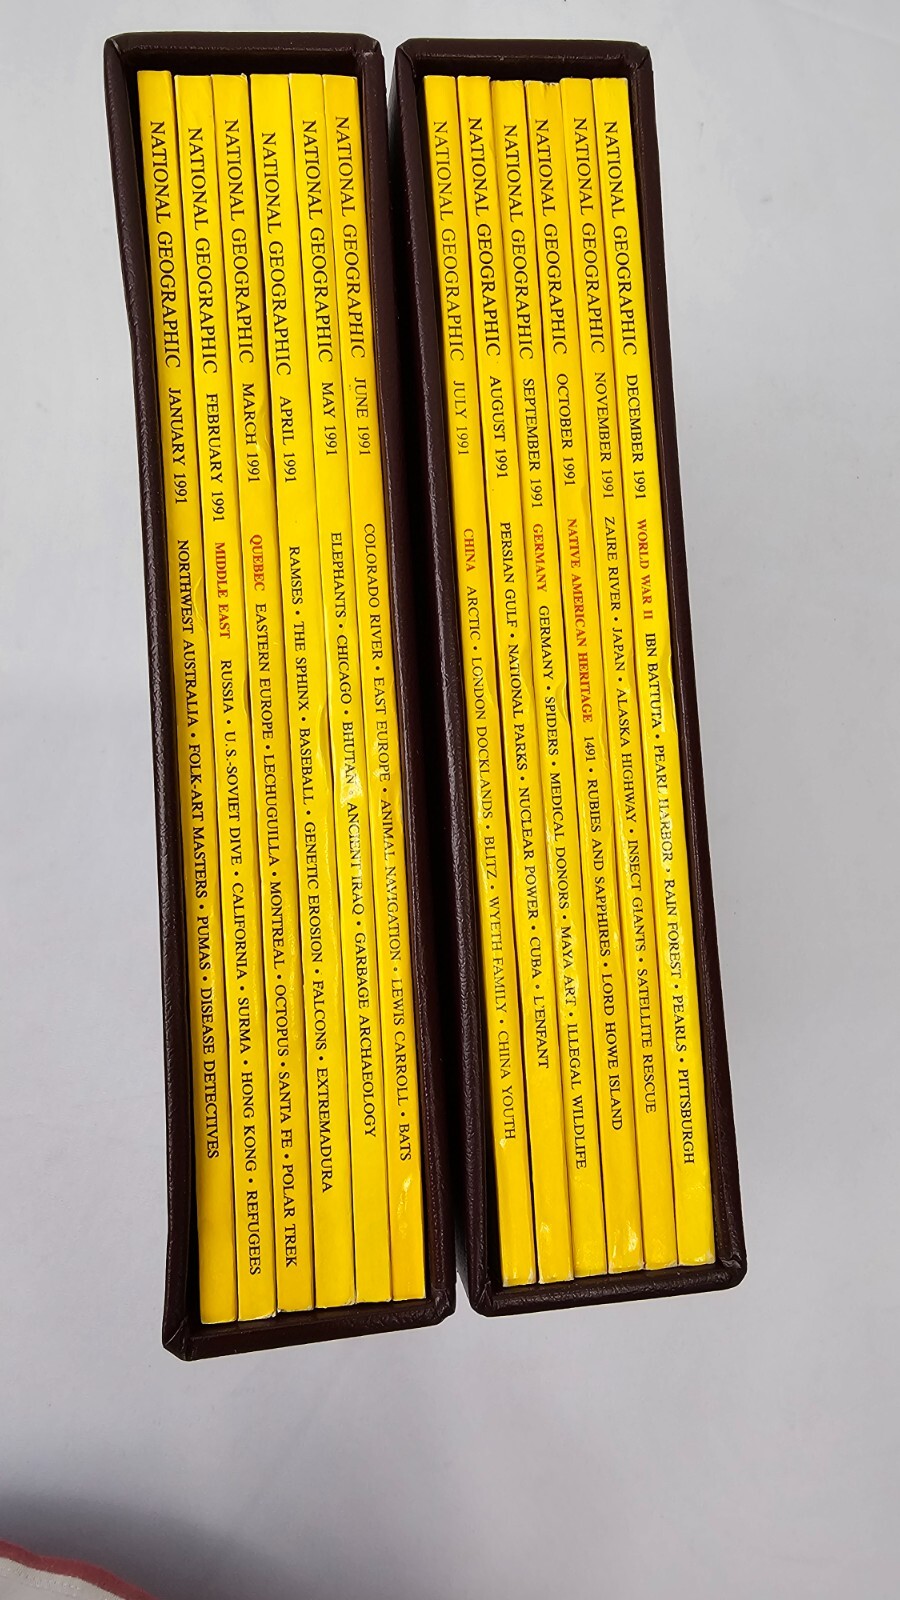 NATIONAL GEOGRAPHIC JANUARY 1991 NORTHWEST AUSTRALIA • FOLK-ART MASTERS • PUMAS • DISEASE DETECTIVES
NATIONAL GEOGRAPHIC FEBRUARY 1991 MIDDLE EAST RUSSIA • U.S.-SOVIET DIVE • CALIFORNIA • SURMA • HONG KONG • REFUGEES
NATIONAL GEOGRAPHIC MARCH 1991 QUEBEC EASTERN EUROPE • LECHUGUILLA • MONTREAL • OCTOPUS • SANTA FE • POLAR TREK
NATIONAL GEOGRAPHIC APRIL 1991 RAMSES • THE SPHINX • BASEBALL • GENETIC EROSION • FALCONS • EXTREMADURA
NATIONAL GEOGRAPHIC MAY 1991 ELEPHANTS • CHICAGO • BHUTAN • ANCIENT IRAQ • GARBAGE ARCHAEOLOGY
NATIONAL GEOGRAPHIC JUNE 1991 COLORADO RIVER • EAST EUROPE • ANIMAL NAVIGATION • LEWIS CARROLL • BATS
NATIONAL GEOGRAPHIC JULY 1991 CHINA ARCTIC • LONDON DOCKLANDS • BLITZ • WYETH FAMILY • CHINA YOUTH
NATIONAL GEOGRAPHIC AUGUST 1991 PERSIAN GULF • NATIONAL PARKS • NUCLEAR POWER • CUBA • L'ENFANT
NATIONAL GEOGRAPHIC SEPTEMBER 1991 GERMANY GERMANY • SPIDERS • MEDICAL DONORS • MAYA ART • ILLEGAL WILDLIFE
NATIONAL GEOGRAPHIC OCTOBER 1991 NATIVE AMERICAN HERITAGE 1491 • RUBIES AND SAPPHIRES • LORD HOWE ISLAND
NATIONAL GEOGRAPHIC NOVEMBER 1991 ZAIRE RIVER • JAPAN • ALASKA HIGHWAY • INSECT GIANTS • SATELLITE RESCUE
NATIONAL GEOGRAPHIC DECEMBER 1991 WORLD WAR II IBN BATTUTA • PEARL HARBOR • RAIN FOREST • PEARLS • PITTSBURGH